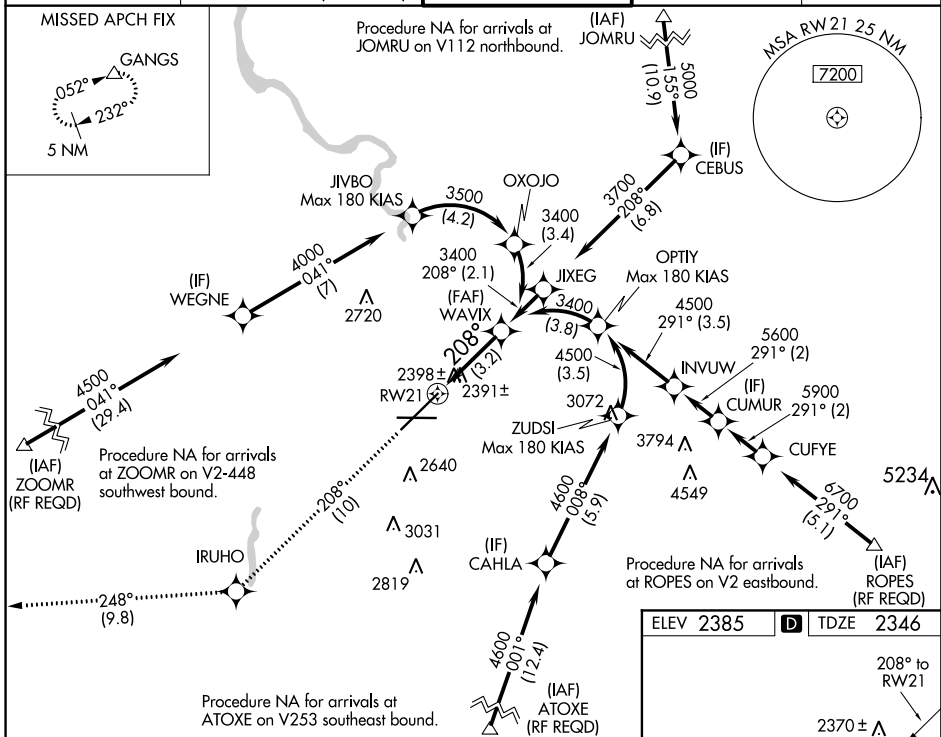 MISSED APCH FIX
GANGS
052°
232°
5 NM
Procedure NA for arrivals at
JOMRU on V112 northbound.
(IAF)
JOMRU
5000
155°
(10.9)
MSA RW 21 25 NM
7200
(IF)
CEBUS
3700
208°
(6.8)
JIVBO
Max 180 KIAS
3500
(4.2)
OXOJO
3400
(3.4)
3400
208° (2.1)
JIXEG
OPTIY
Max 180 KIAS
(IF)
WEGNE
4000
041°
(7)
2720
(FAF)
WAVIX
3400
(3.8)
4500
291° (3.5)
208°
(3.2)
4500
(3.5)
INVUW
5600
291° (2)
2398 ±
2391 ±
RW21
(IF)
CUMUR
5900
291° (2)
4500
041°
(29.4)
3072
ZUDSI
Max 180 KIAS
3794
CUFYE
4549
5234
(IAF)
ZOOMR
(RF REQD)
Procedure NA for arrivals
at ZOOMR on V2-448
southwest bound.
208°
(10)
2640
3031
2819
4600
008°
(5.9)
6700
291°
(5.1)
(IF)
CAHLA
IRUHO
Procedure NA for arrivals
at ROPES on V2 eastbound.
(IAF)
ROPES
(RF REQD)
248°
(9.8)
4600
001°
(12.4)
Procedure NA for arrivals at
ATOXE on V253 southeast bound.
(IAF)
ATOXE
(RF REQD)
ELEV 2385 D TDZE 2346
208° to
RW21
2370 ±